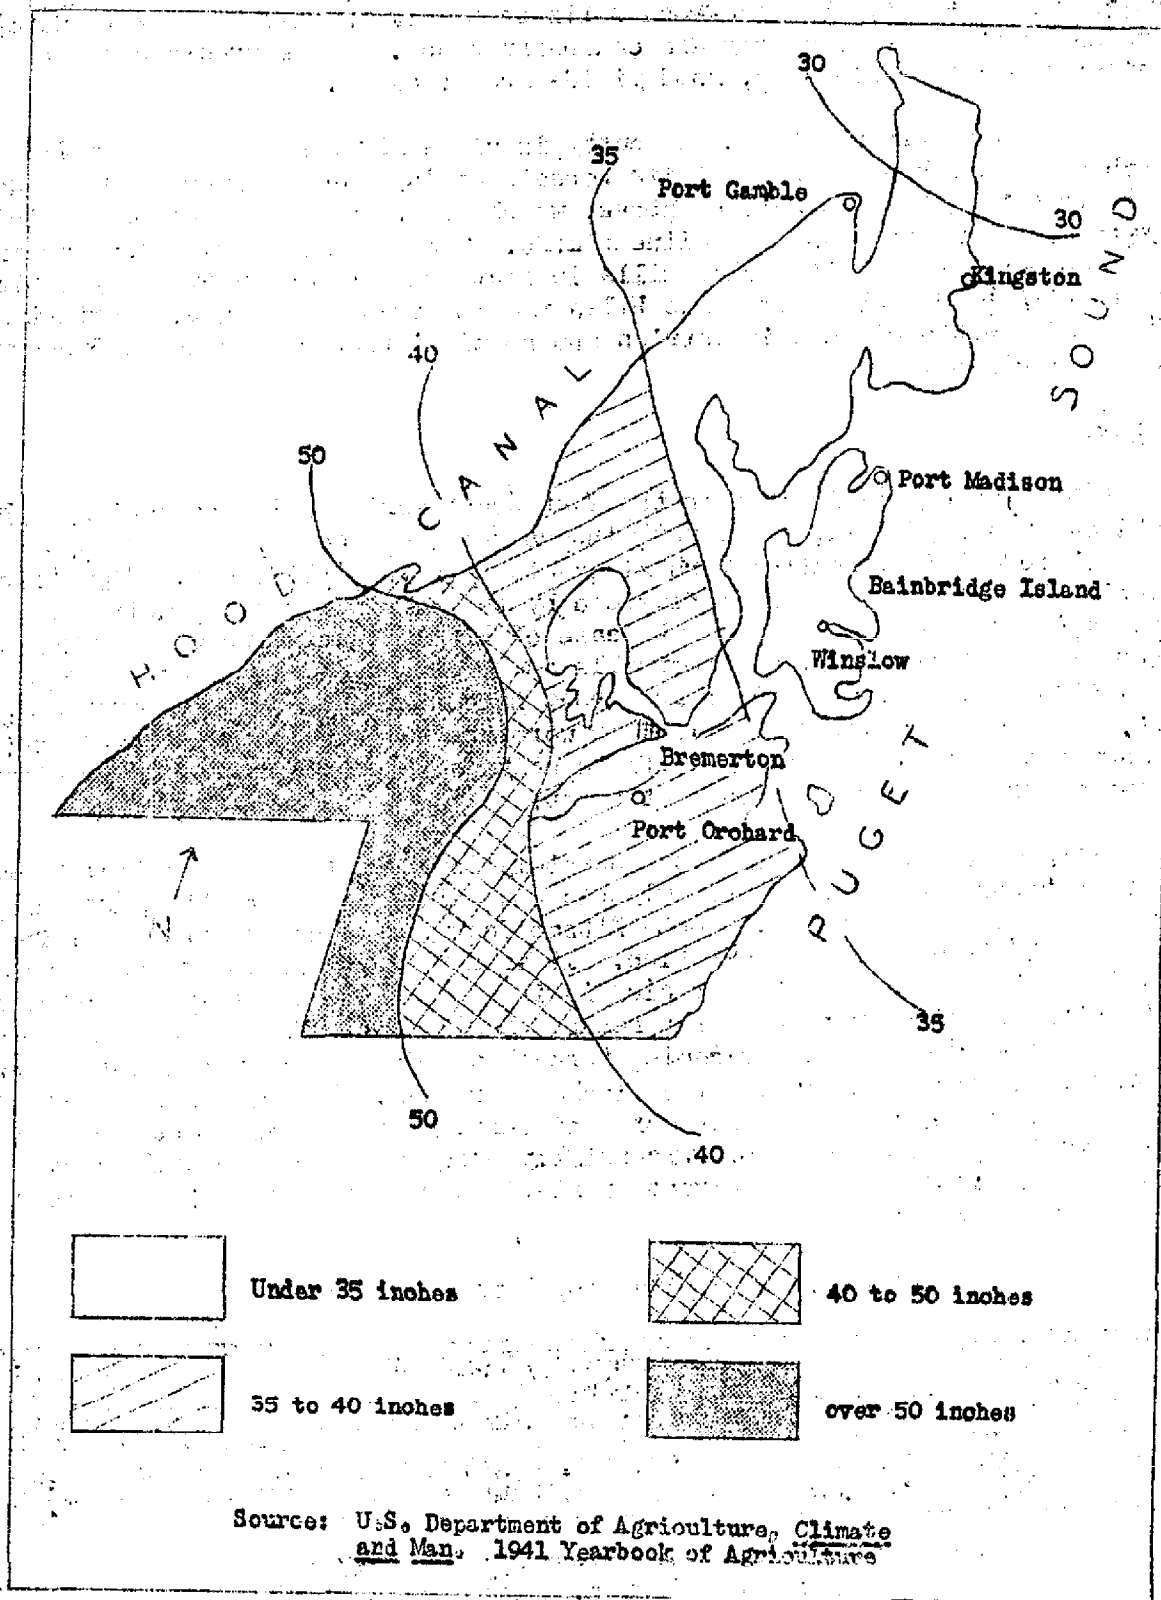 30
35
Port Gamble
30
Kingston
40
50
Port Madison
Bainbridge Island
Winslow
Bremerton
Port Orchard
HOOD CANAL
PUGET SOUND
N
35
50
40
Under 35 inches
40 to 50 inches
35 to 40 inches
over 50 inches
Source: U.S. Department of Agriculture, Climate
and Man. 1941 Yearbook of Agriculture